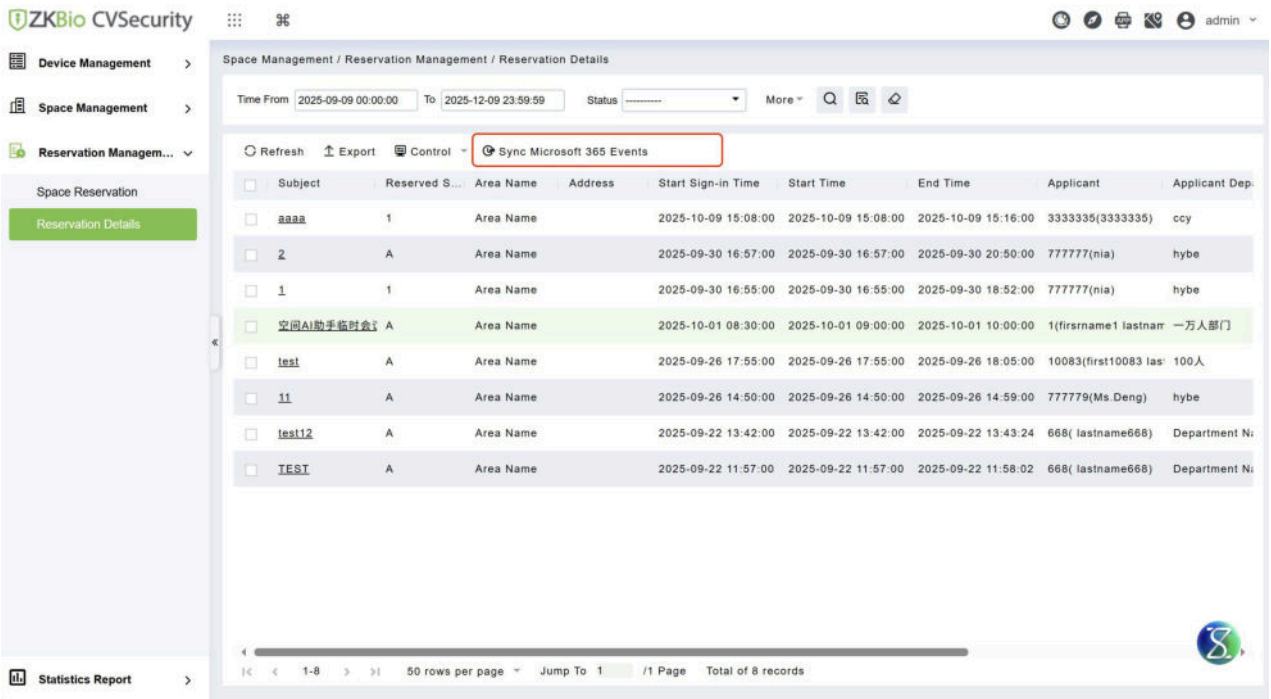 ZKBio CVSecurity
admin
Device Management
Space Management
Reservation Managem...
Space Reservation
Reservation Details
Statistics Report
Space Management / Reservation Management / Reservation Details
Time From 2025-09-09 00:00:00 To 2025-12-09 23:59:59 Status ---------- More
Refresh Export Control Sync Microsoft 365 Events
Subject Reserved S... Area Name Address Start Sign-in Time Start Time End Time Applicant Applicant Dep
aaaa 1 Area Name 2025-10-09 15:08:00 2025-10-09 15:08:00 2025-10-09 15:16:00 3333335(3333335) ccy
2 A Area Name 2025-09-30 16:57:00 2025-09-30 16:57:00 2025-09-30 20:50:00 777777(nia) hybe
1 1 Area Name 2025-09-30 16:55:00 2025-09-30 16:55:00 2025-09-30 18:52:00 777777(nia) hybe
空间AI助手临时会 A Area Name 2025-10-01 08:30:00 2025-10-01 09:00:00 2025-10-01 10:00:00 1(firsrname1 lastnam 一万人部门
test A Area Name 2025-09-26 17:55:00 2025-09-26 17:55:00 2025-09-26 18:05:00 10083(first10083 las 100人
11 A Area Name 2025-09-26 14:50:00 2025-09-26 14:50:00 2025-09-26 14:59:00 777779(Ms.Deng) hybe
test12 A Area Name 2025-09-22 13:42:00 2025-09-22 13:42:00 2025-09-22 13:43:24 668( lastname668) Department Na
TEST A Area Name 2025-09-22 11:57:00 2025-09-22 11:57:00 2025-09-22 11:58:02 668( lastname668) Department Na
1-8 50 rows per page Jump To 1 /1 Page Total of 8 records